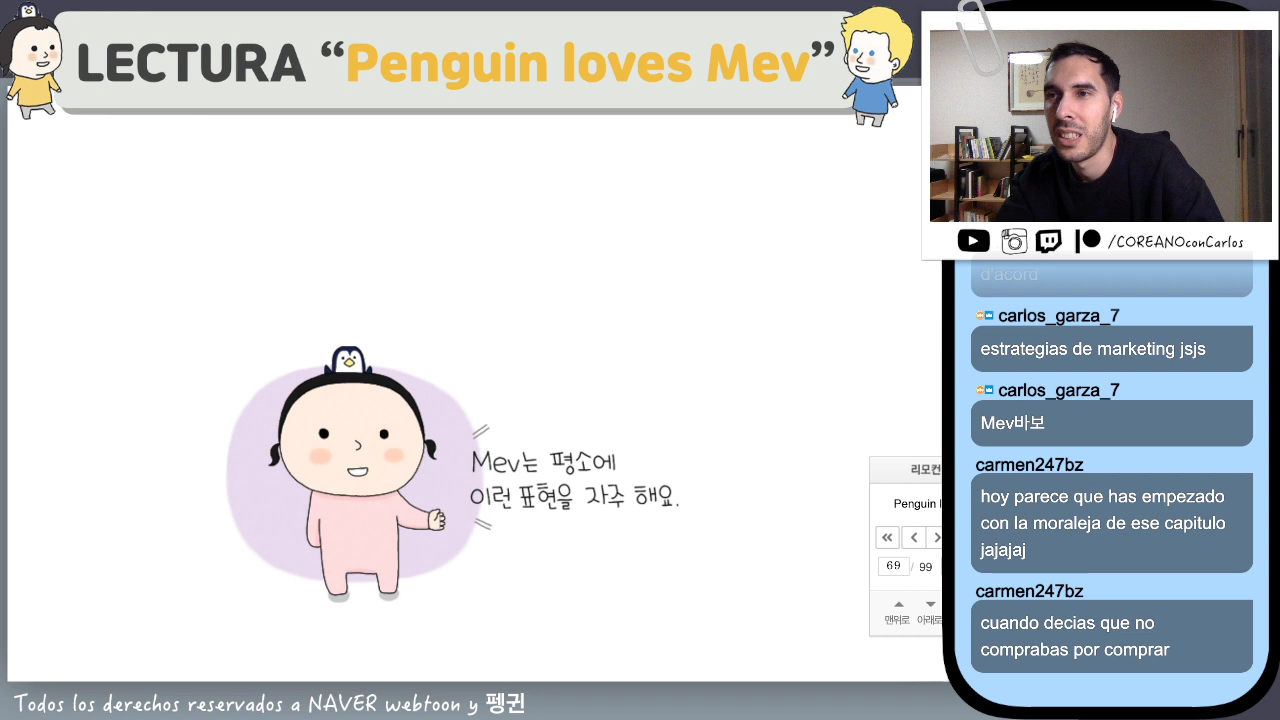 LECTURA “Penguin loves Mev”
/COREANOconCarlos
d'acord
carlos_garza_7
estrategias de marketing jsjs
carlos_garza_7
Mev바보
carmen247bz
hoy parece que has empezado
con la moraleja de ese capitulo
jajajaj
carmen247bz
cuando decias que no
comprabas por comprar
Mev는 평소에
이런 표현을 자주 해요.
리모컨
Penguin l
69 / 99
맨위로 아래로
Todos los derechos reservados a NAVER webtoon y 펭귄